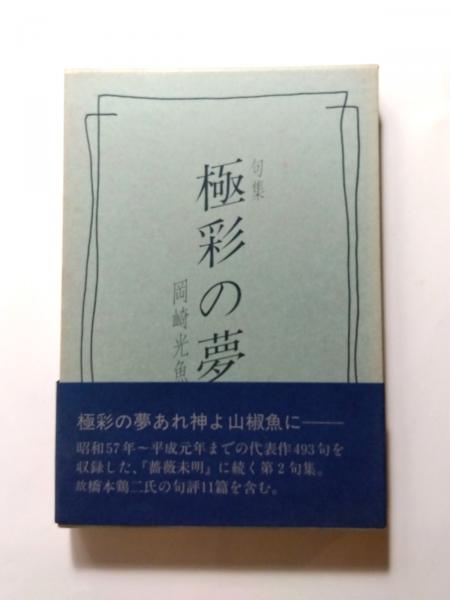 句集
極彩の夢
岡崎光魚
極彩の夢あれ神よ山椒魚に──
昭和57年～平成元年までの代表作493句を
収録した、『薔薇未明』に続く第2句集。
故橋本鶏二氏の句評11篇を含む。